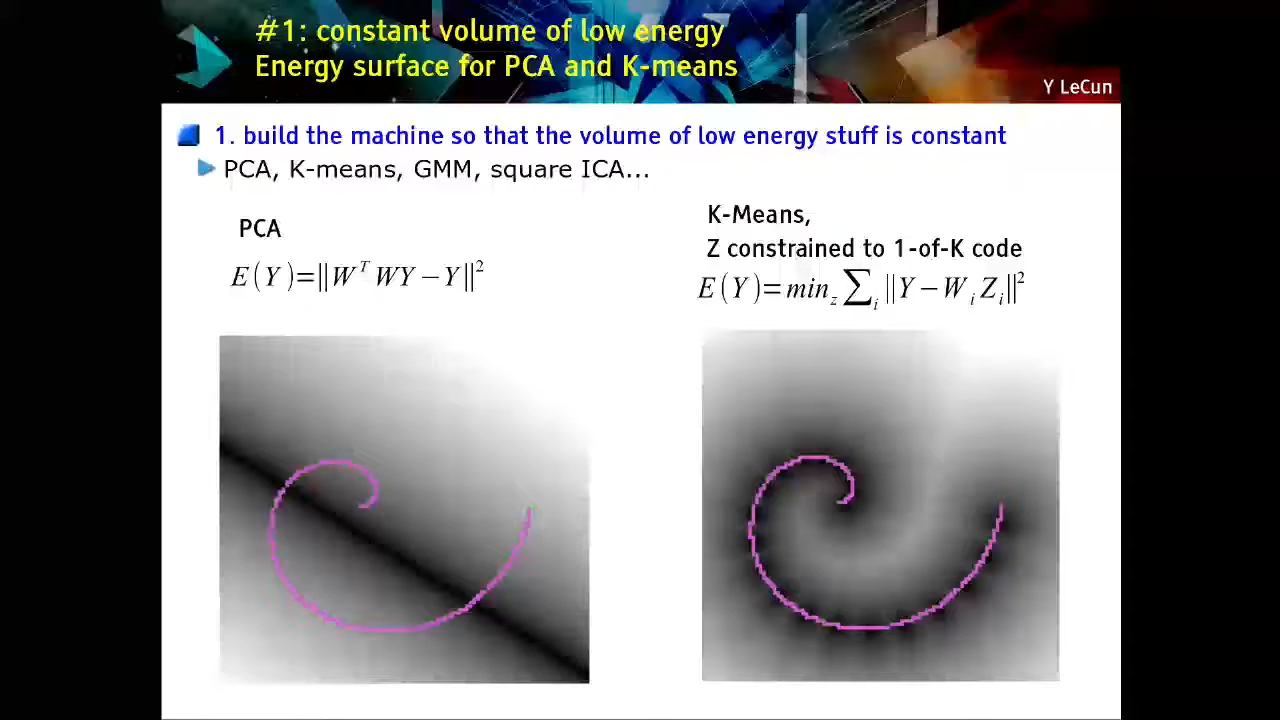 #1: constant volume of low energy
Energy surface for PCA and K-means
Y LeCun
1. build the machine so that the volume of low energy stuff is constant
PCA, K-means, GMM, square ICA...
PCA
E(Y)=||W^T WY−Y||^2
K-Means,
Z constrained to 1-of-K code
E(Y)=min_z ∑_i ||Y−W_i Z_i||^2